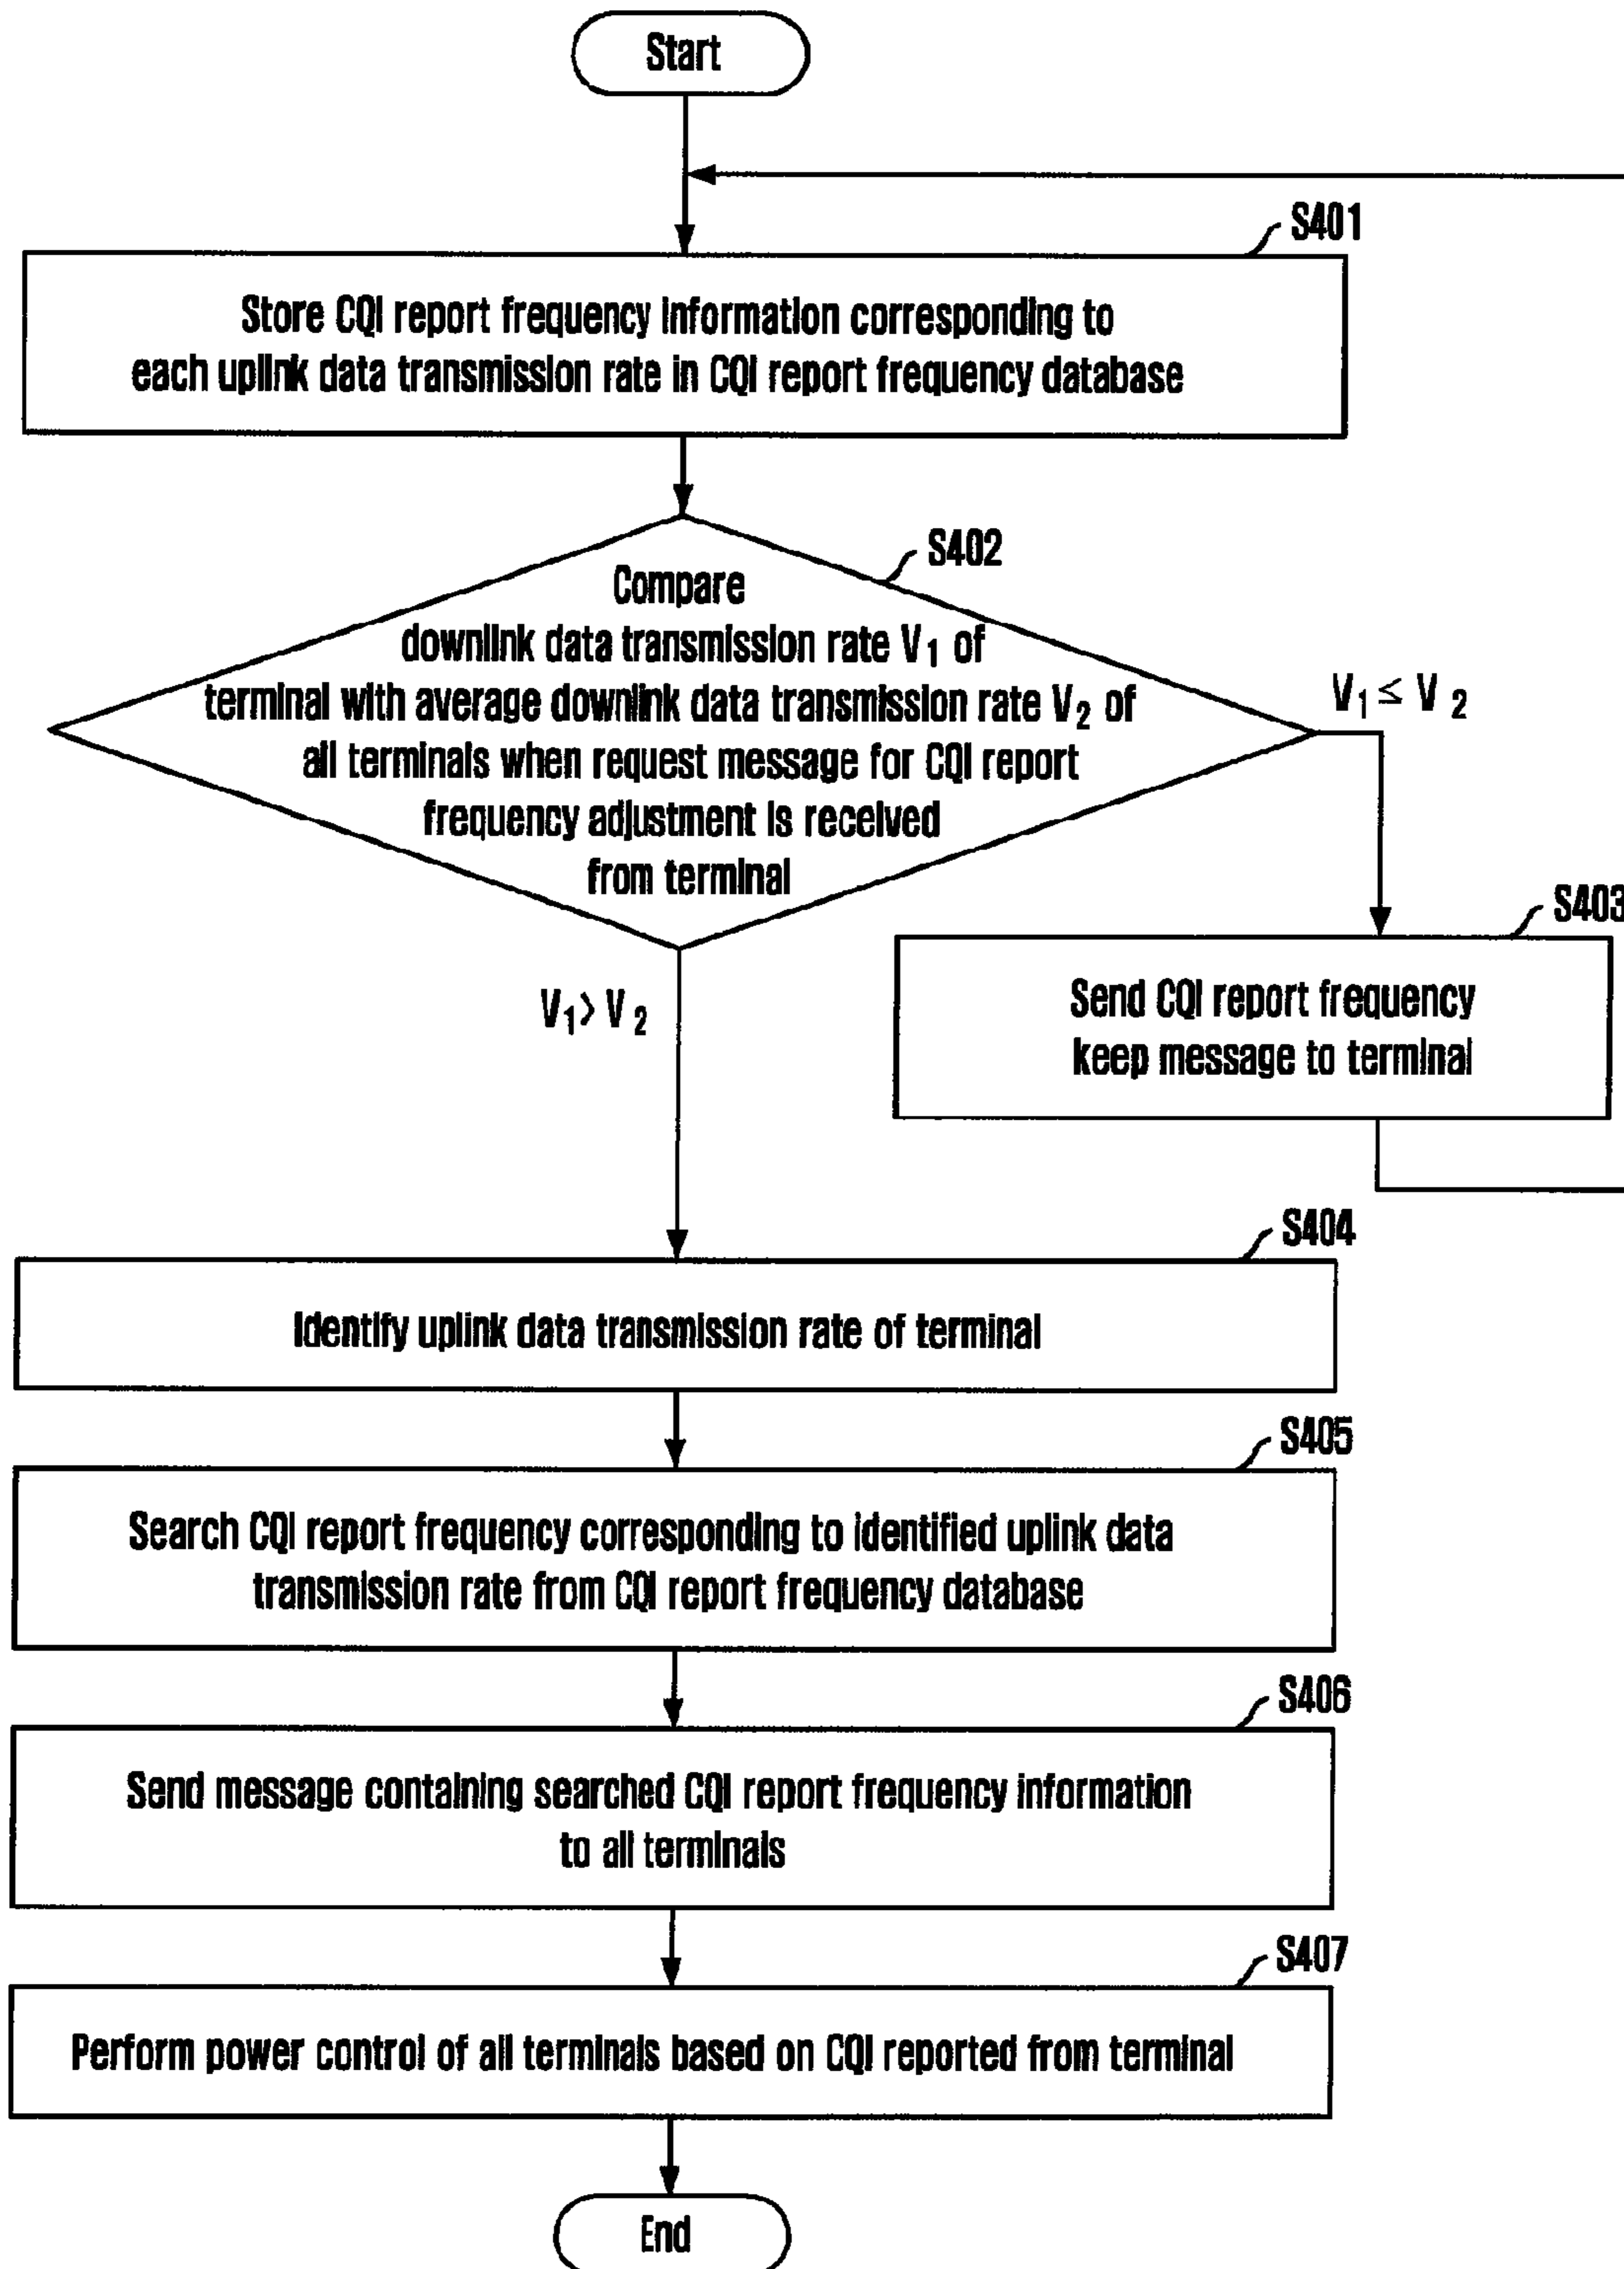 Start
S401
Store CQI report frequency information corresponding to
each uplink data transmission rate in CQI report frequency database
S402
Compare
downlink data transmission rate V1 of
terminal with average downlink data transmission rate V2 of
all terminals when request message for CQI report
frequency adjustment is received
from terminal
V1 ≤ V2
S403
Send CQI report frequency
keep message to terminal
V1> V2
S404
Identify uplink data transmission rate of terminal
S405
Search CQI report frequency corresponding to identified uplink data
transmission rate from CQI report frequency database
S406
Send message containing searched CQI report frequency information
to all terminals
S407
Perform power control of all terminals based on CQI reported from terminal
End